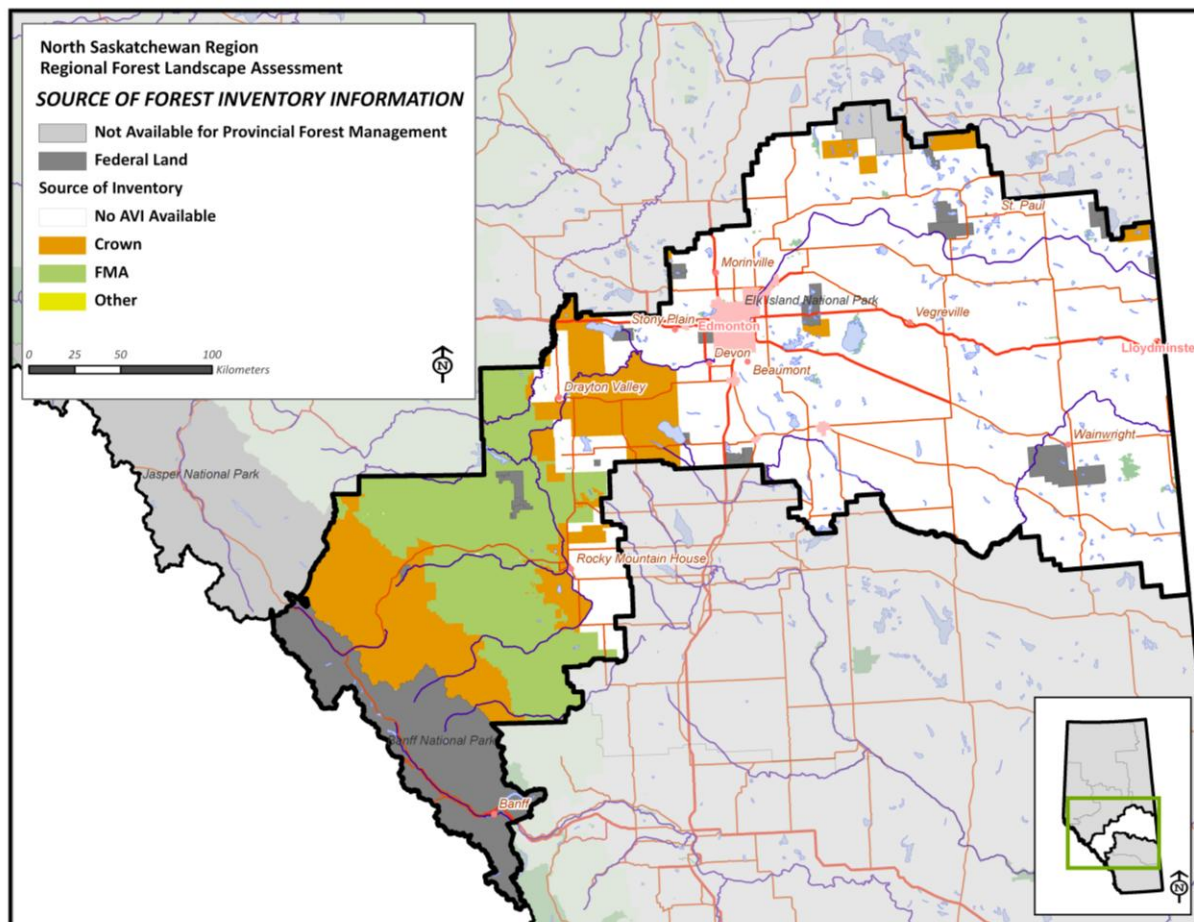 North Saskatchewan Region
Regional Forest Landscape Assessment
SOURCE OF FOREST INVENTORY INFORMATION
Not Available for Provincial Forest Management
Federal Land
Source of Inventory
No AVI Available
Crown
FMA
Other
0 25 50 100
Kilometers
N
St. Paul
Morinville
Elk Island National Park
Stony Plain
Edmonton
Vegreville
Lloydminster
Devon
Beaumont
Drayton Valley
Wainwright
Jasper National Park
Rocky Mountain House
Banff National Park
Banff
N